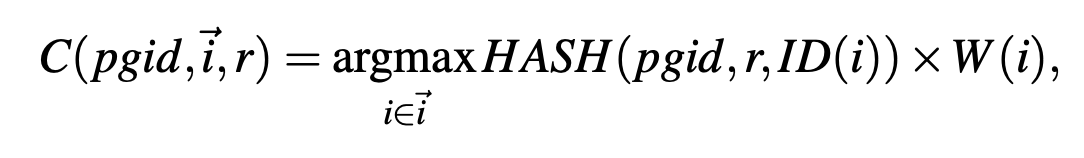 C(pgid, i⃗, r) = argmax HASH(pgid, r, ID(i)) × W(i),
i∈i⃗